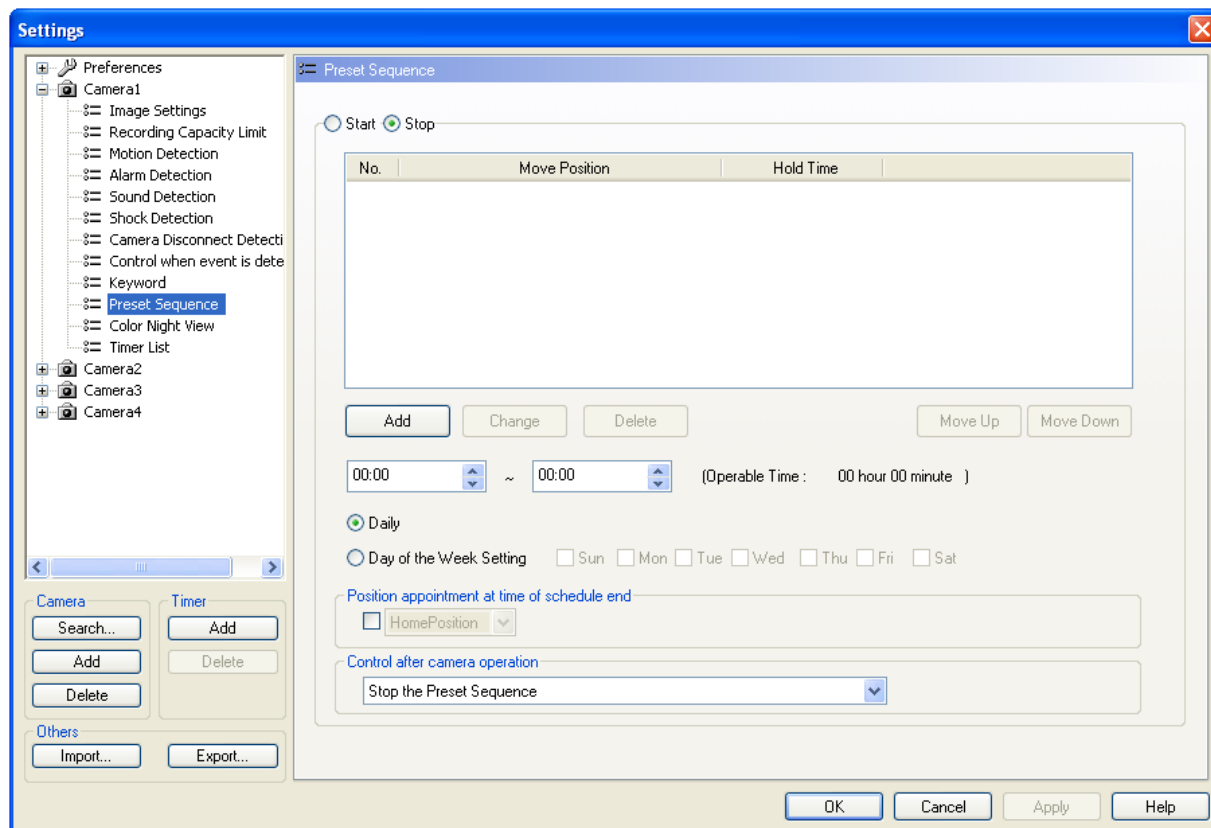 Settings
Preferences
Camera1
Image Settings
Recording Capacity Limit
Motion Detection
Alarm Detection
Sound Detection
Shock Detection
Camera Disconnect Detecti
Control when event is dete
Keyword
Preset Sequence
Color Night View
Timer List
Camera2
Camera3
Camera4
Camera
Search...
Add
Delete
Timer
Add
Delete
Others
Import...
Export...
Preset Sequence
Start Stop
No. Move Position Hold Time
Add Change Delete Move Up Move Down
00:00 ~ 00:00 (Operable Time : 00 hour 00 minute )
Daily
Day of the Week Setting Sun Mon Tue Wed Thu Fri Sat
Position appointment at time of schedule end
HomePosition
Control after camera operation
Stop the Preset Sequence
OK Cancel Apply Help